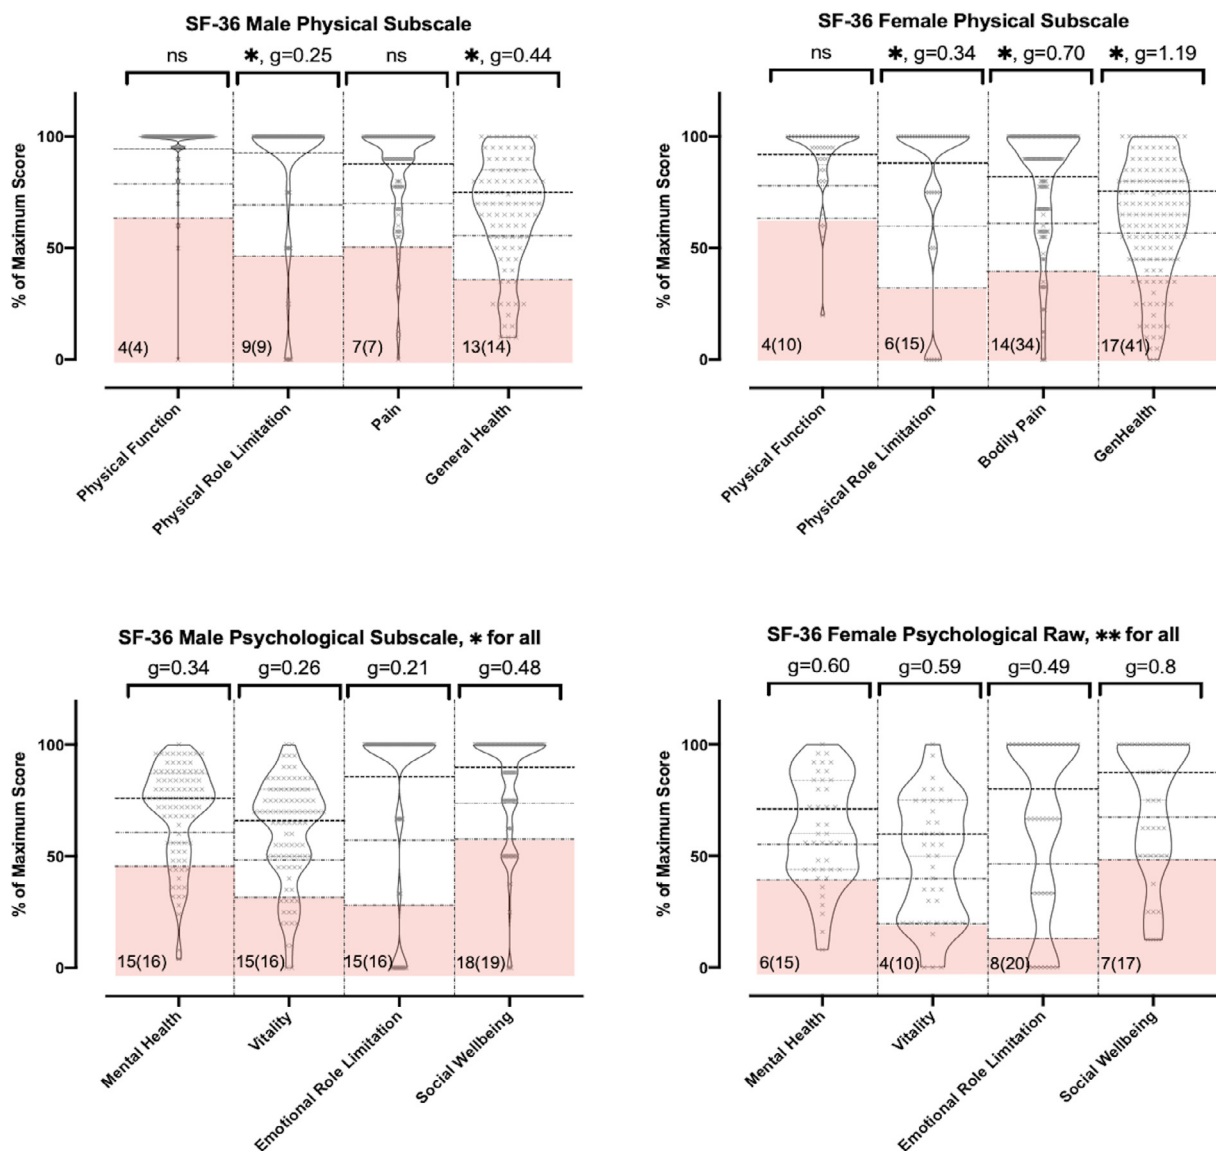 SF-36 Male Physical Subscale
ns
*, g=0.25
ns
*, g=0.44
% of Maximum Score
100
50
0
4(4)
9(9)
7(7)
13(14)
Physical Function
Physical Role Limitation
Pain
General Health
SF-36 Female Physical Subscale
ns
*, g=0.34
*, g=0.70
*, g=1.19
% of Maximum Score
100
50
0
4(10)
6(15)
14(34)
17(41)
Physical Function
Physical Role Limitation
Bodily Pain
GenHealth
SF-36 Male Psychological Subscale, * for all
g=0.34
g=0.26
g=0.21
g=0.48
% of Maximum Score
100
50
0
15(16)
15(16)
15(16)
18(19)
Mental Health
Vitality
Emotional Role Limitation
Social Wellbeing
SF-36 Female Psychological Raw, ** for all
g=0.60
g=0.59
g=0.49
g=0.8
% of Maximum Score
100
50
0
6(15)
4(10)
8(20)
7(17)
Mental Health
Vitality
Emotional Role Limitation
Social Wellbeing